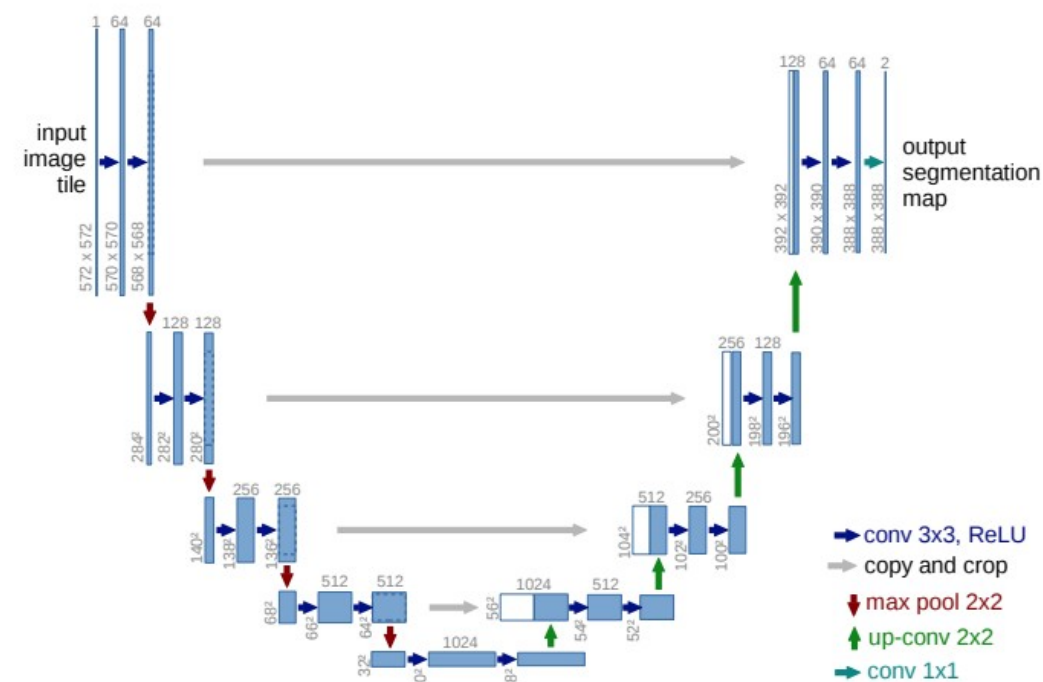 1 64 64
input
image
tile
572 x 572
570 x 570
568 x 568
128 64 64 2
output
segmentation
map
392 x 392
390 x 390
388 x 388
388 x 388
128 128
284²
282²
280²
256 128
200²
198²
196²
256 256
140²
138²
136²
512 256
104²
102²
100²
512 512
68²
66²
64²
1024 512
56²
54²
52²
1024
32²
conv 3x3, ReLU
copy and crop
max pool 2x2
up-conv 2x2
conv 1x1